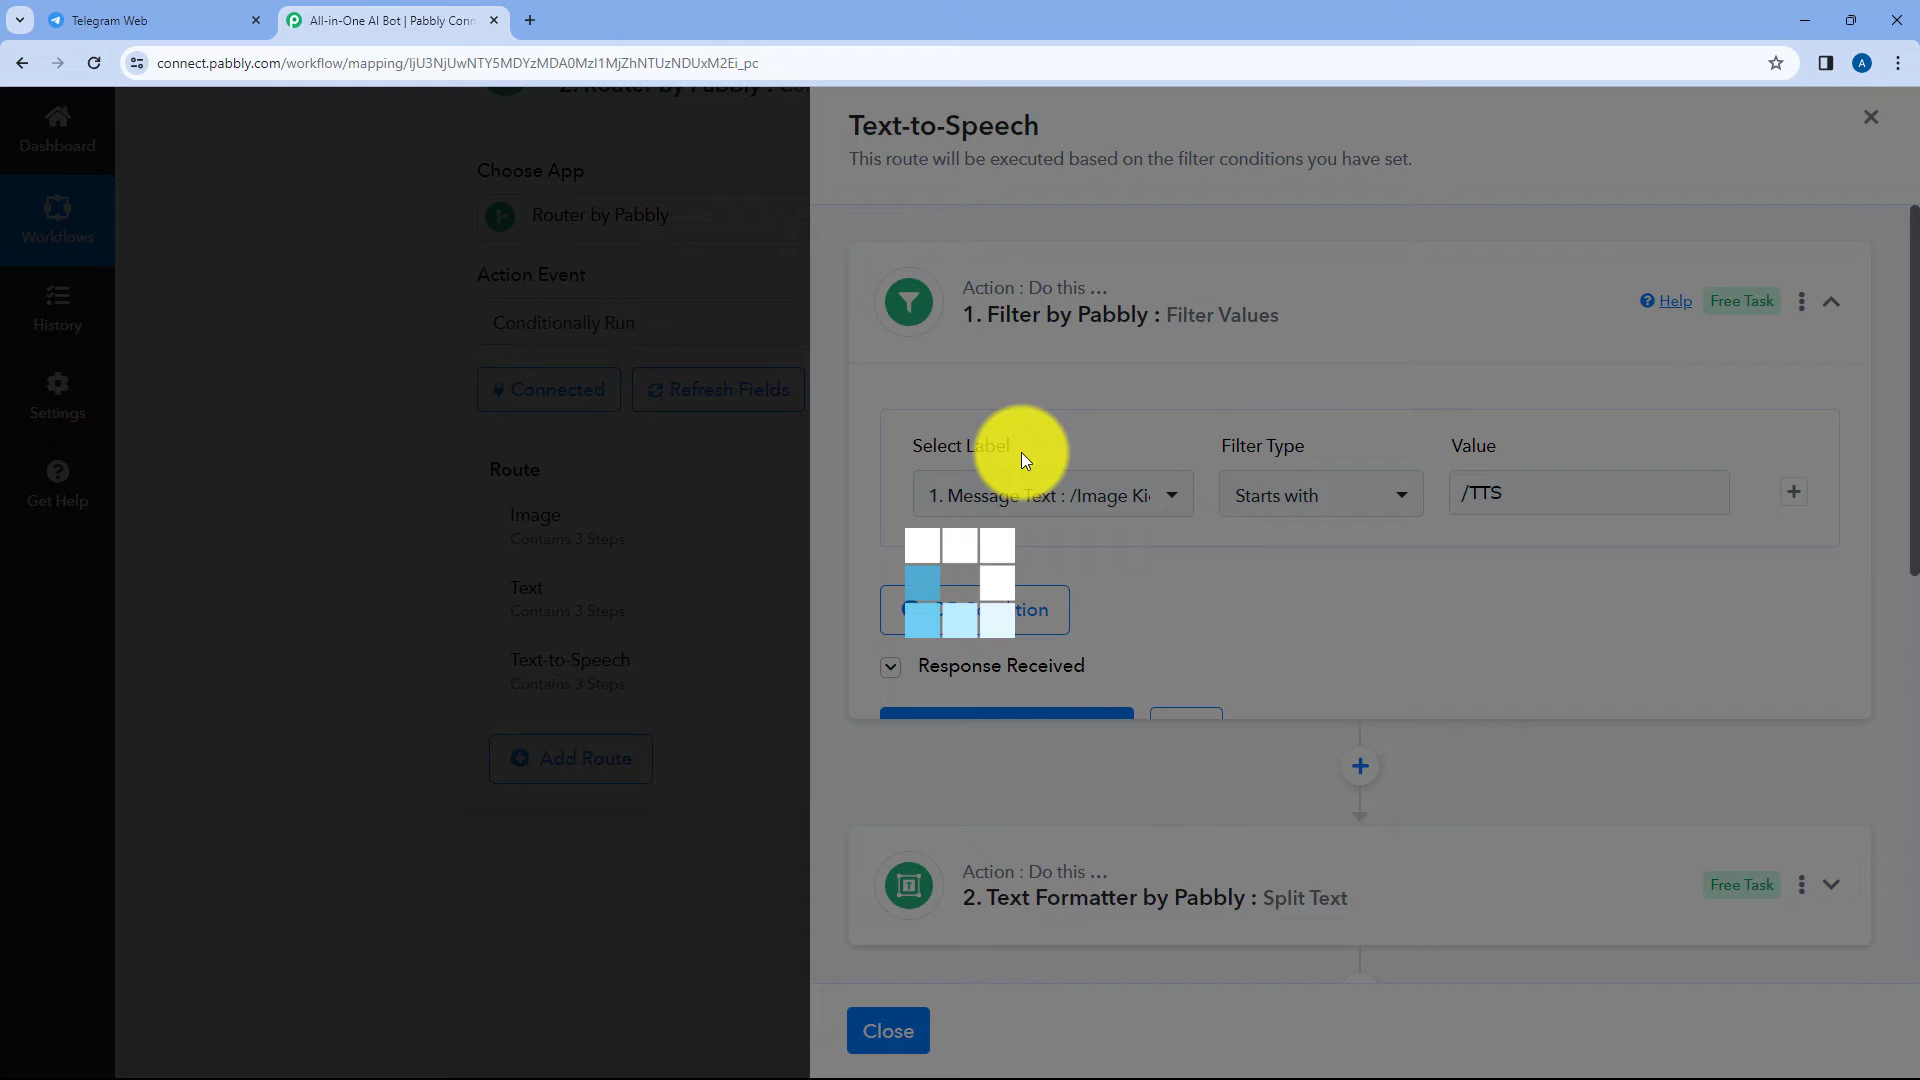 Telegram Web
All-in-One AI Bot | Pabbly Conn
connect.pabbly.com/workflow/mapping/IjU3NjUwNTY5MDYzMDA0MzI1MjZhNTUzNDUxM2Ei_pc
A
Dashboard
Workflows
History
Settings
Get Help
2. Router by Pabbly :
Choose App
Router by Pabbly
Action Event
Conditionally Run
Connected
Refresh Fields
Route
Image
Contains 3 Steps
Text
Contains 3 Steps
Text-to-Speech
Contains 3 Steps
Add Route
Text-to-Speech
This route will be executed based on the filter conditions you have set.
Action : Do this ...
1. Filter by Pabbly : Filter Values
Help
Free Task
Select Label
Filter Type
Value
1. Message Text : /Image Ki
Starts with
/TTS
Response Received
Action : Do this ...
2. Text Formatter by Pabbly : Split Text
Free Task
Close